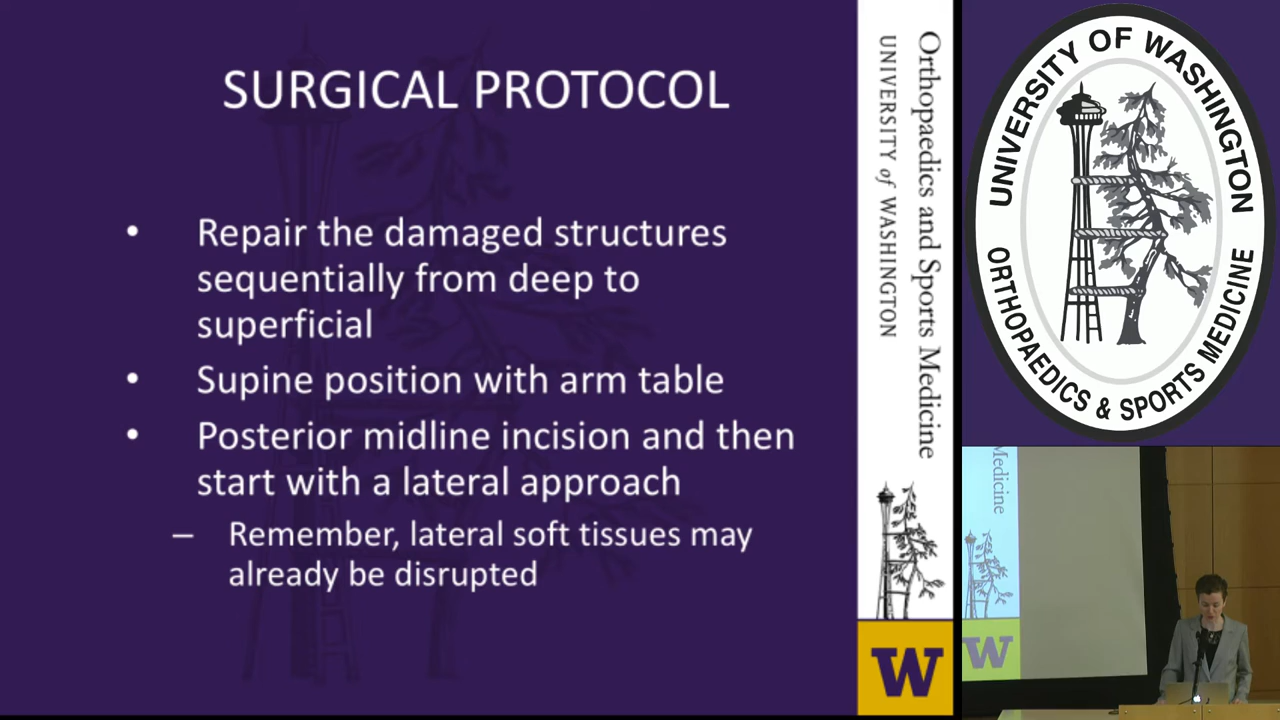 SURGICAL PROTOCOL
• Repair the damaged structures
sequentially from deep to
superficial
• Supine position with arm table
• Posterior midline incision and then
start with a lateral approach
– Remember, lateral soft tissues may
already be disrupted
Orthopaedics and Sports Medicine
UNIVERSITY of WASHINGTON
W
UNIVERSITY OF WASHINGTON
ORTHOPAEDICS & SPORTS MEDICINE
Medicine
W